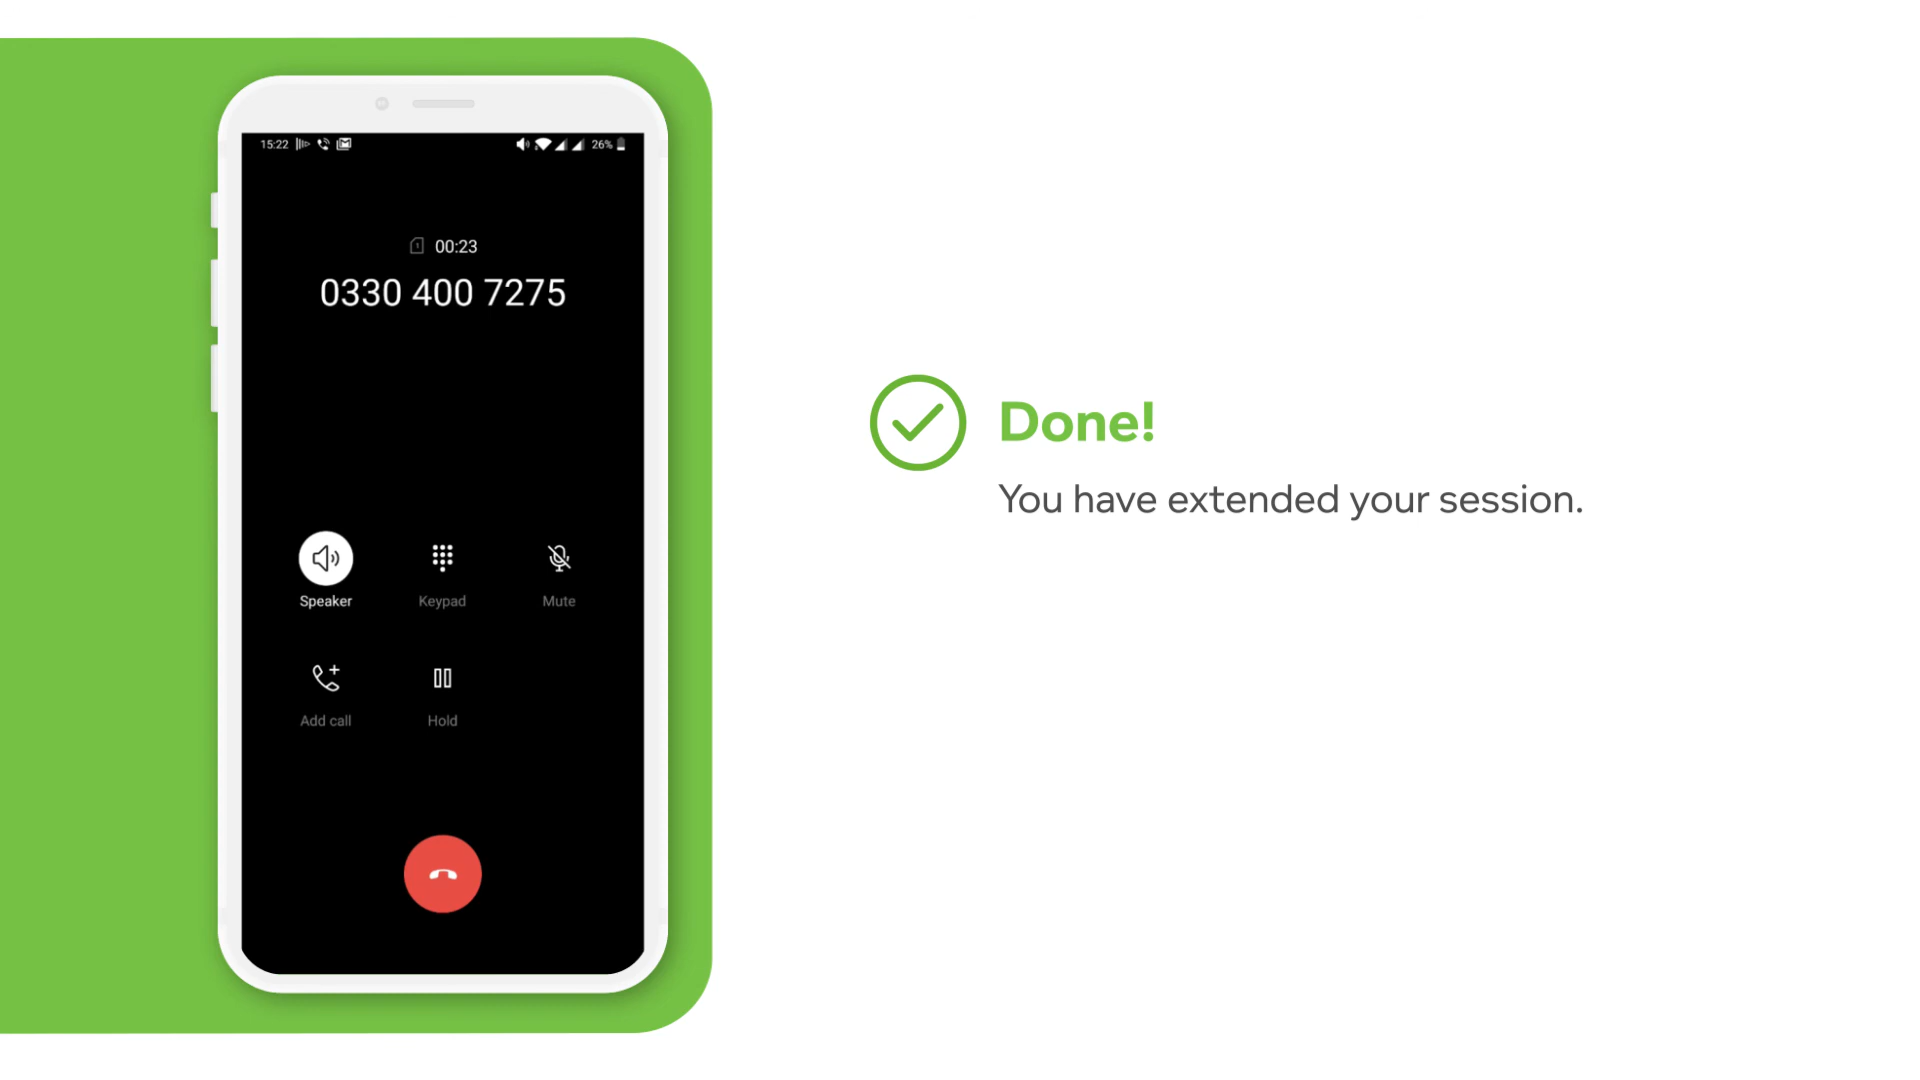 15:22
26%
00:23
0330 400 7275
Speaker
Keypad
Mute
Add call
Hold
Done!
You have extended your session.